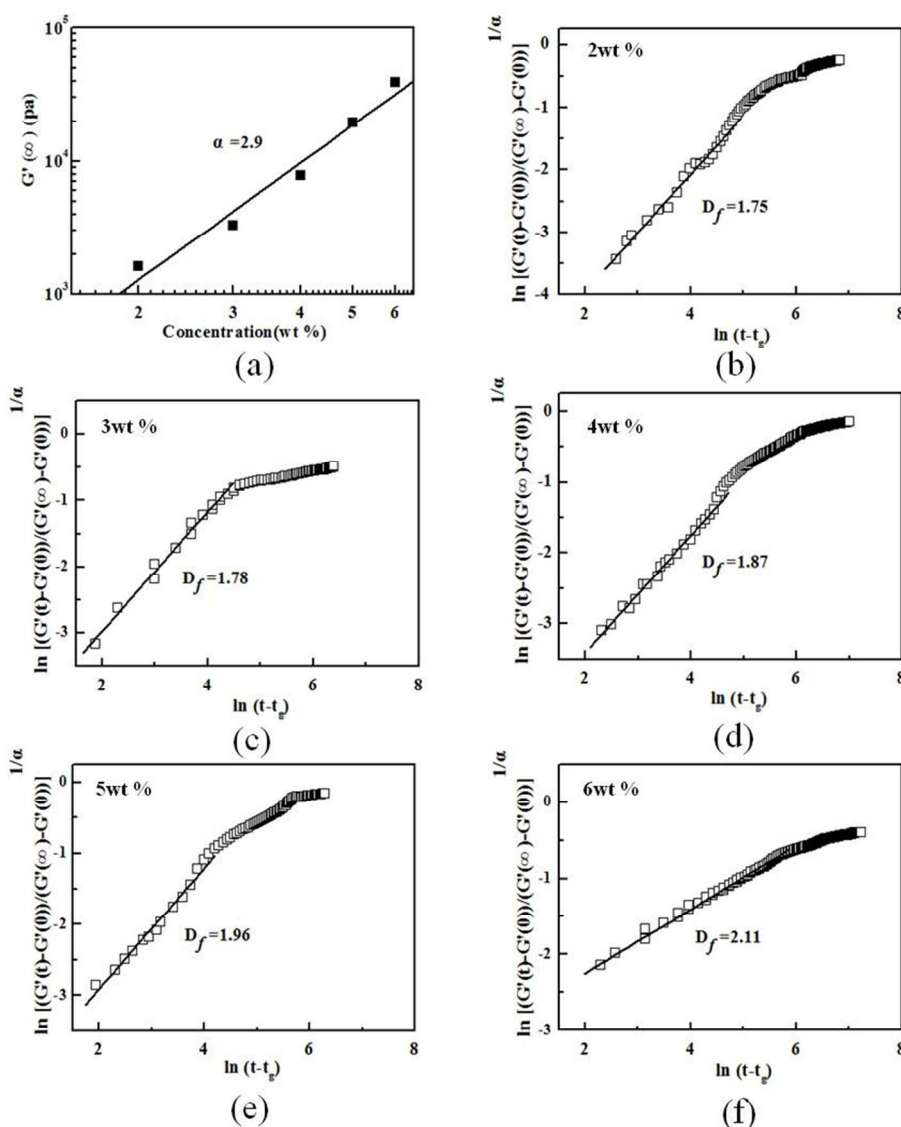 10^5
10^4
10^3
G' (∞) (pa)
α =2.9
2 3 4 5 6
Concentration(wt %)
(a)
1/α
ln [(G'(t)-G'(0))/(G'(∞)-G'(0))]
0
-1
-2
-3
-4
2wt %
D_f=1.75
2 4 6 8
ln (t-t_g)
(b)
1/α
ln [(G'(t)-G'(0))/(G'(∞)-G'(0))]
0
-1
-2
-3
3wt %
D_f=1.78
2 4 6 8
ln (t-t_g)
(c)
1/α
ln [(G'(t)-G'(0))/(G'(∞)-G'(0))]
0
-1
-2
-3
4wt %
D_f=1.87
2 4 6 8
ln (t-t_g)
(d)
1/α
ln [(G'(t)-G'(0))/(G'(∞)-G'(0))]
0
-1
-2
-3
5wt %
D_f=1.96
2 4 6 8
ln (t-t_g)
(e)
1/α
ln [(G'(t)-G'(0))/(G'(∞)-G'(0))]
0
-1
-2
-3
6wt %
D_f=2.11
2 4 6 8
ln (t-t_g)
(f)